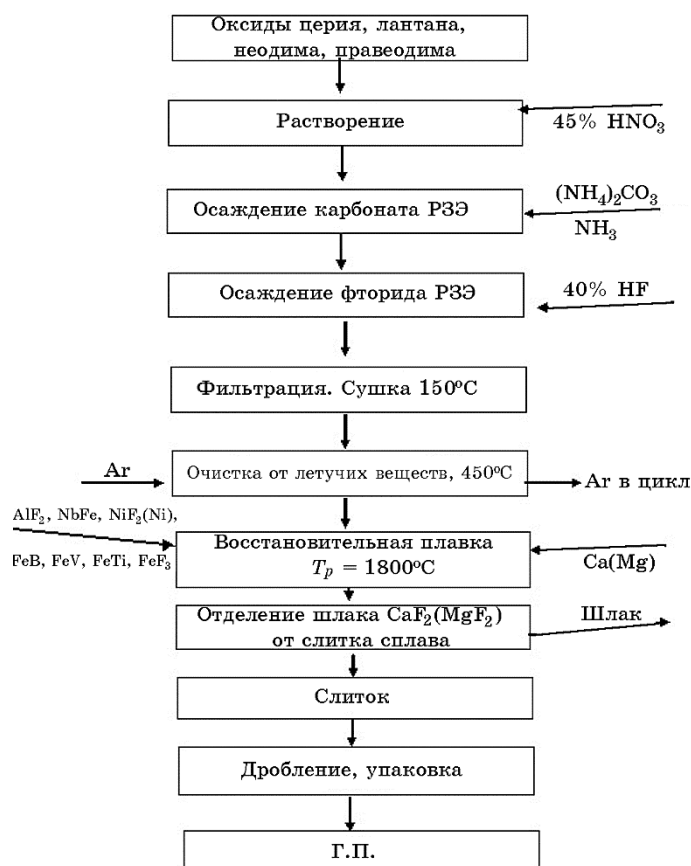 Оксиды церия, лантана,
неодима, правеодима
Растворение
45% HNO₃
Осаждение карбоната РЗЭ
(NH₄)₂CO₃
NH₃
Осаждение фторида РЗЭ
40% HF
Фильтрация. Сушка 150ºC
Ar
Очистка от летучих веществ, 450ºC
Ar в цикл
AlF₂, NbFe, NiF₂(Ni),
FeB, FeV, FeTi, FeF₃
Восстановительная плавка
Tₚ = 1800ºC
Ca(Mg)
Отделение шлака CaF₂(MgF₂)
от слитка сплава
Шлак
Слиток
Дробление, упаковка
Г.П.